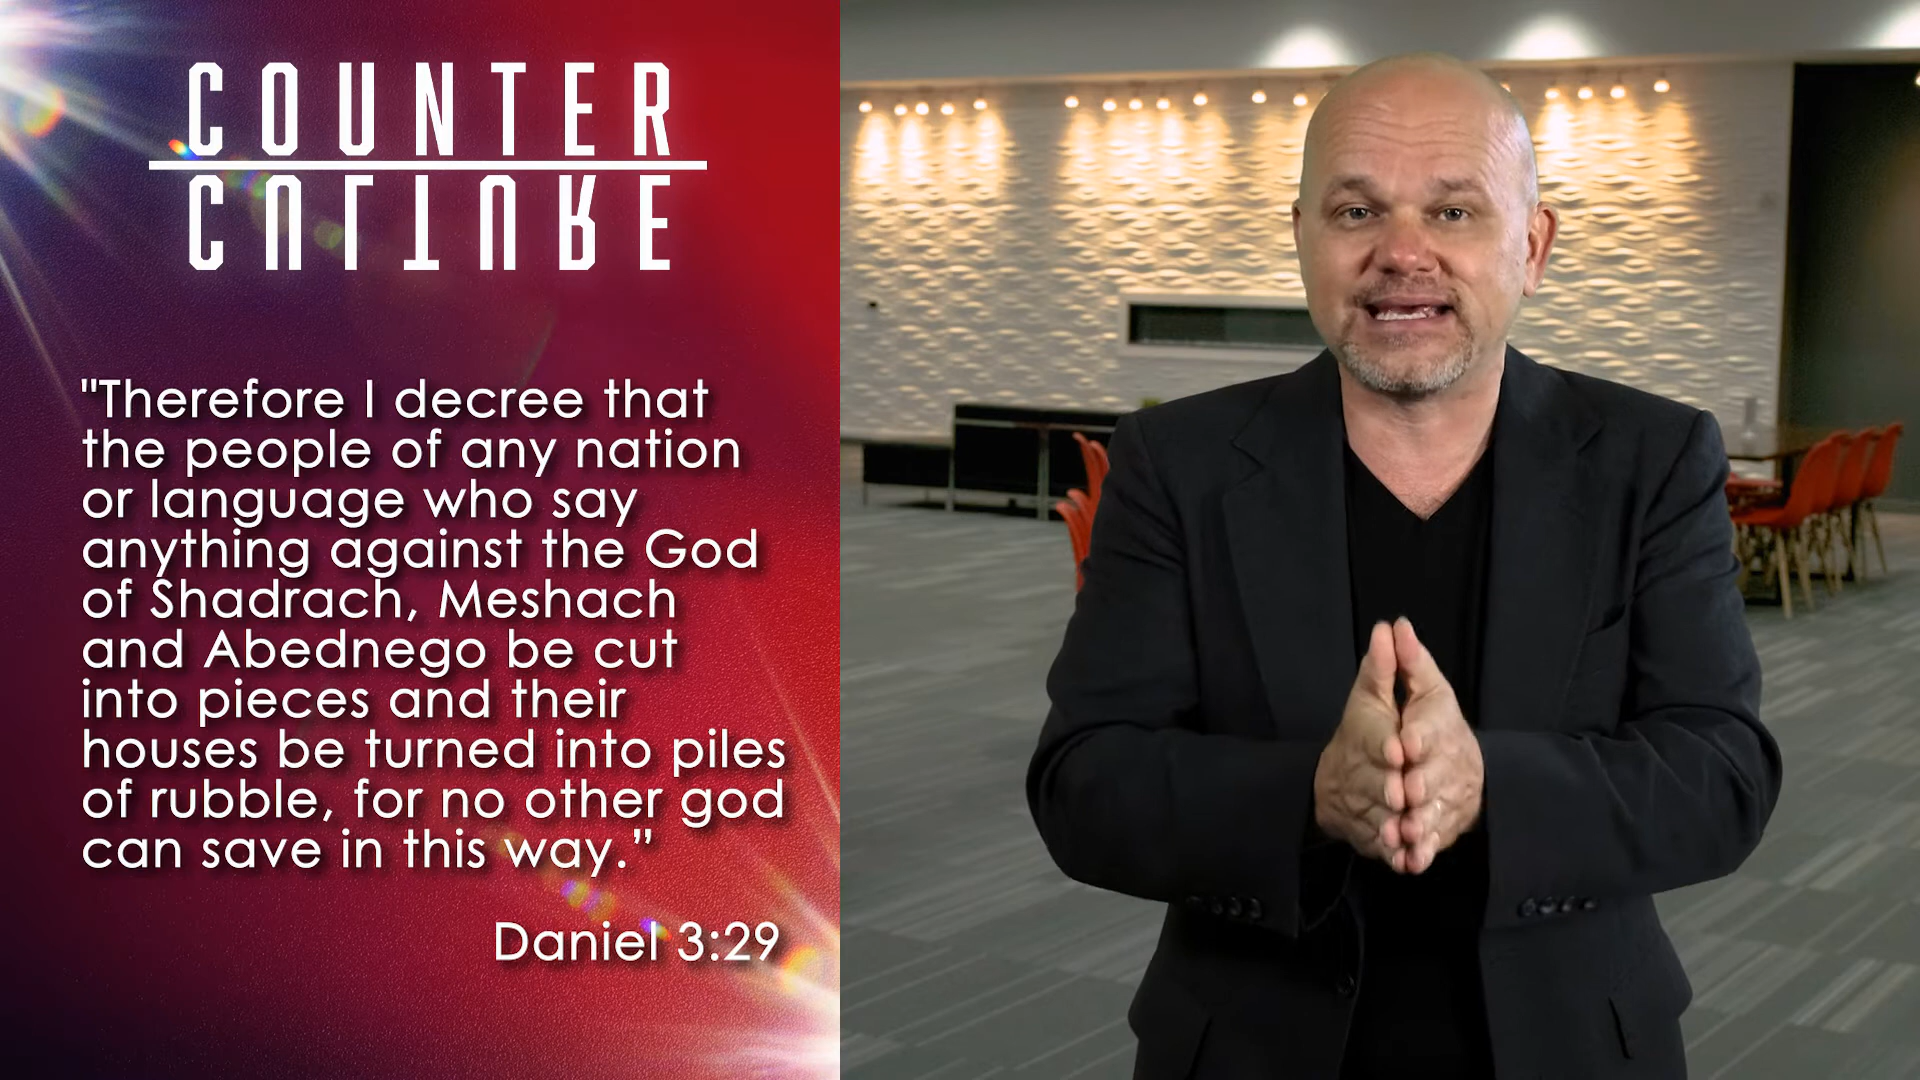 COUNTER
CULTURE
"Therefore I decree that
the people of any nation
or language who say
anything against the God
of Shadrach, Meshach
and Abednego be cut
into pieces and their
houses be turned into piles
of rubble, for no other god
can save in this way.”
Daniel 3:29